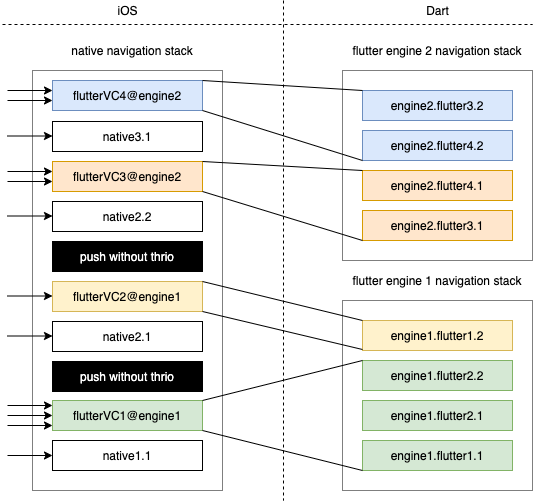 iOS
Dart
native navigation stack
flutter engine 2 navigation stack
flutterVC4@engine2
native3.1
flutterVC3@engine2
native2.2
push without thrio
flutterVC2@engine1
native2.1
push without thrio
flutterVC1@engine1
native1.1
engine2.flutter3.2
engine2.flutter4.2
engine2.flutter4.1
engine2.flutter3.1
flutter engine 1 navigation stack
engine1.flutter1.2
engine1.flutter2.2
engine1.flutter2.1
engine1.flutter1.1